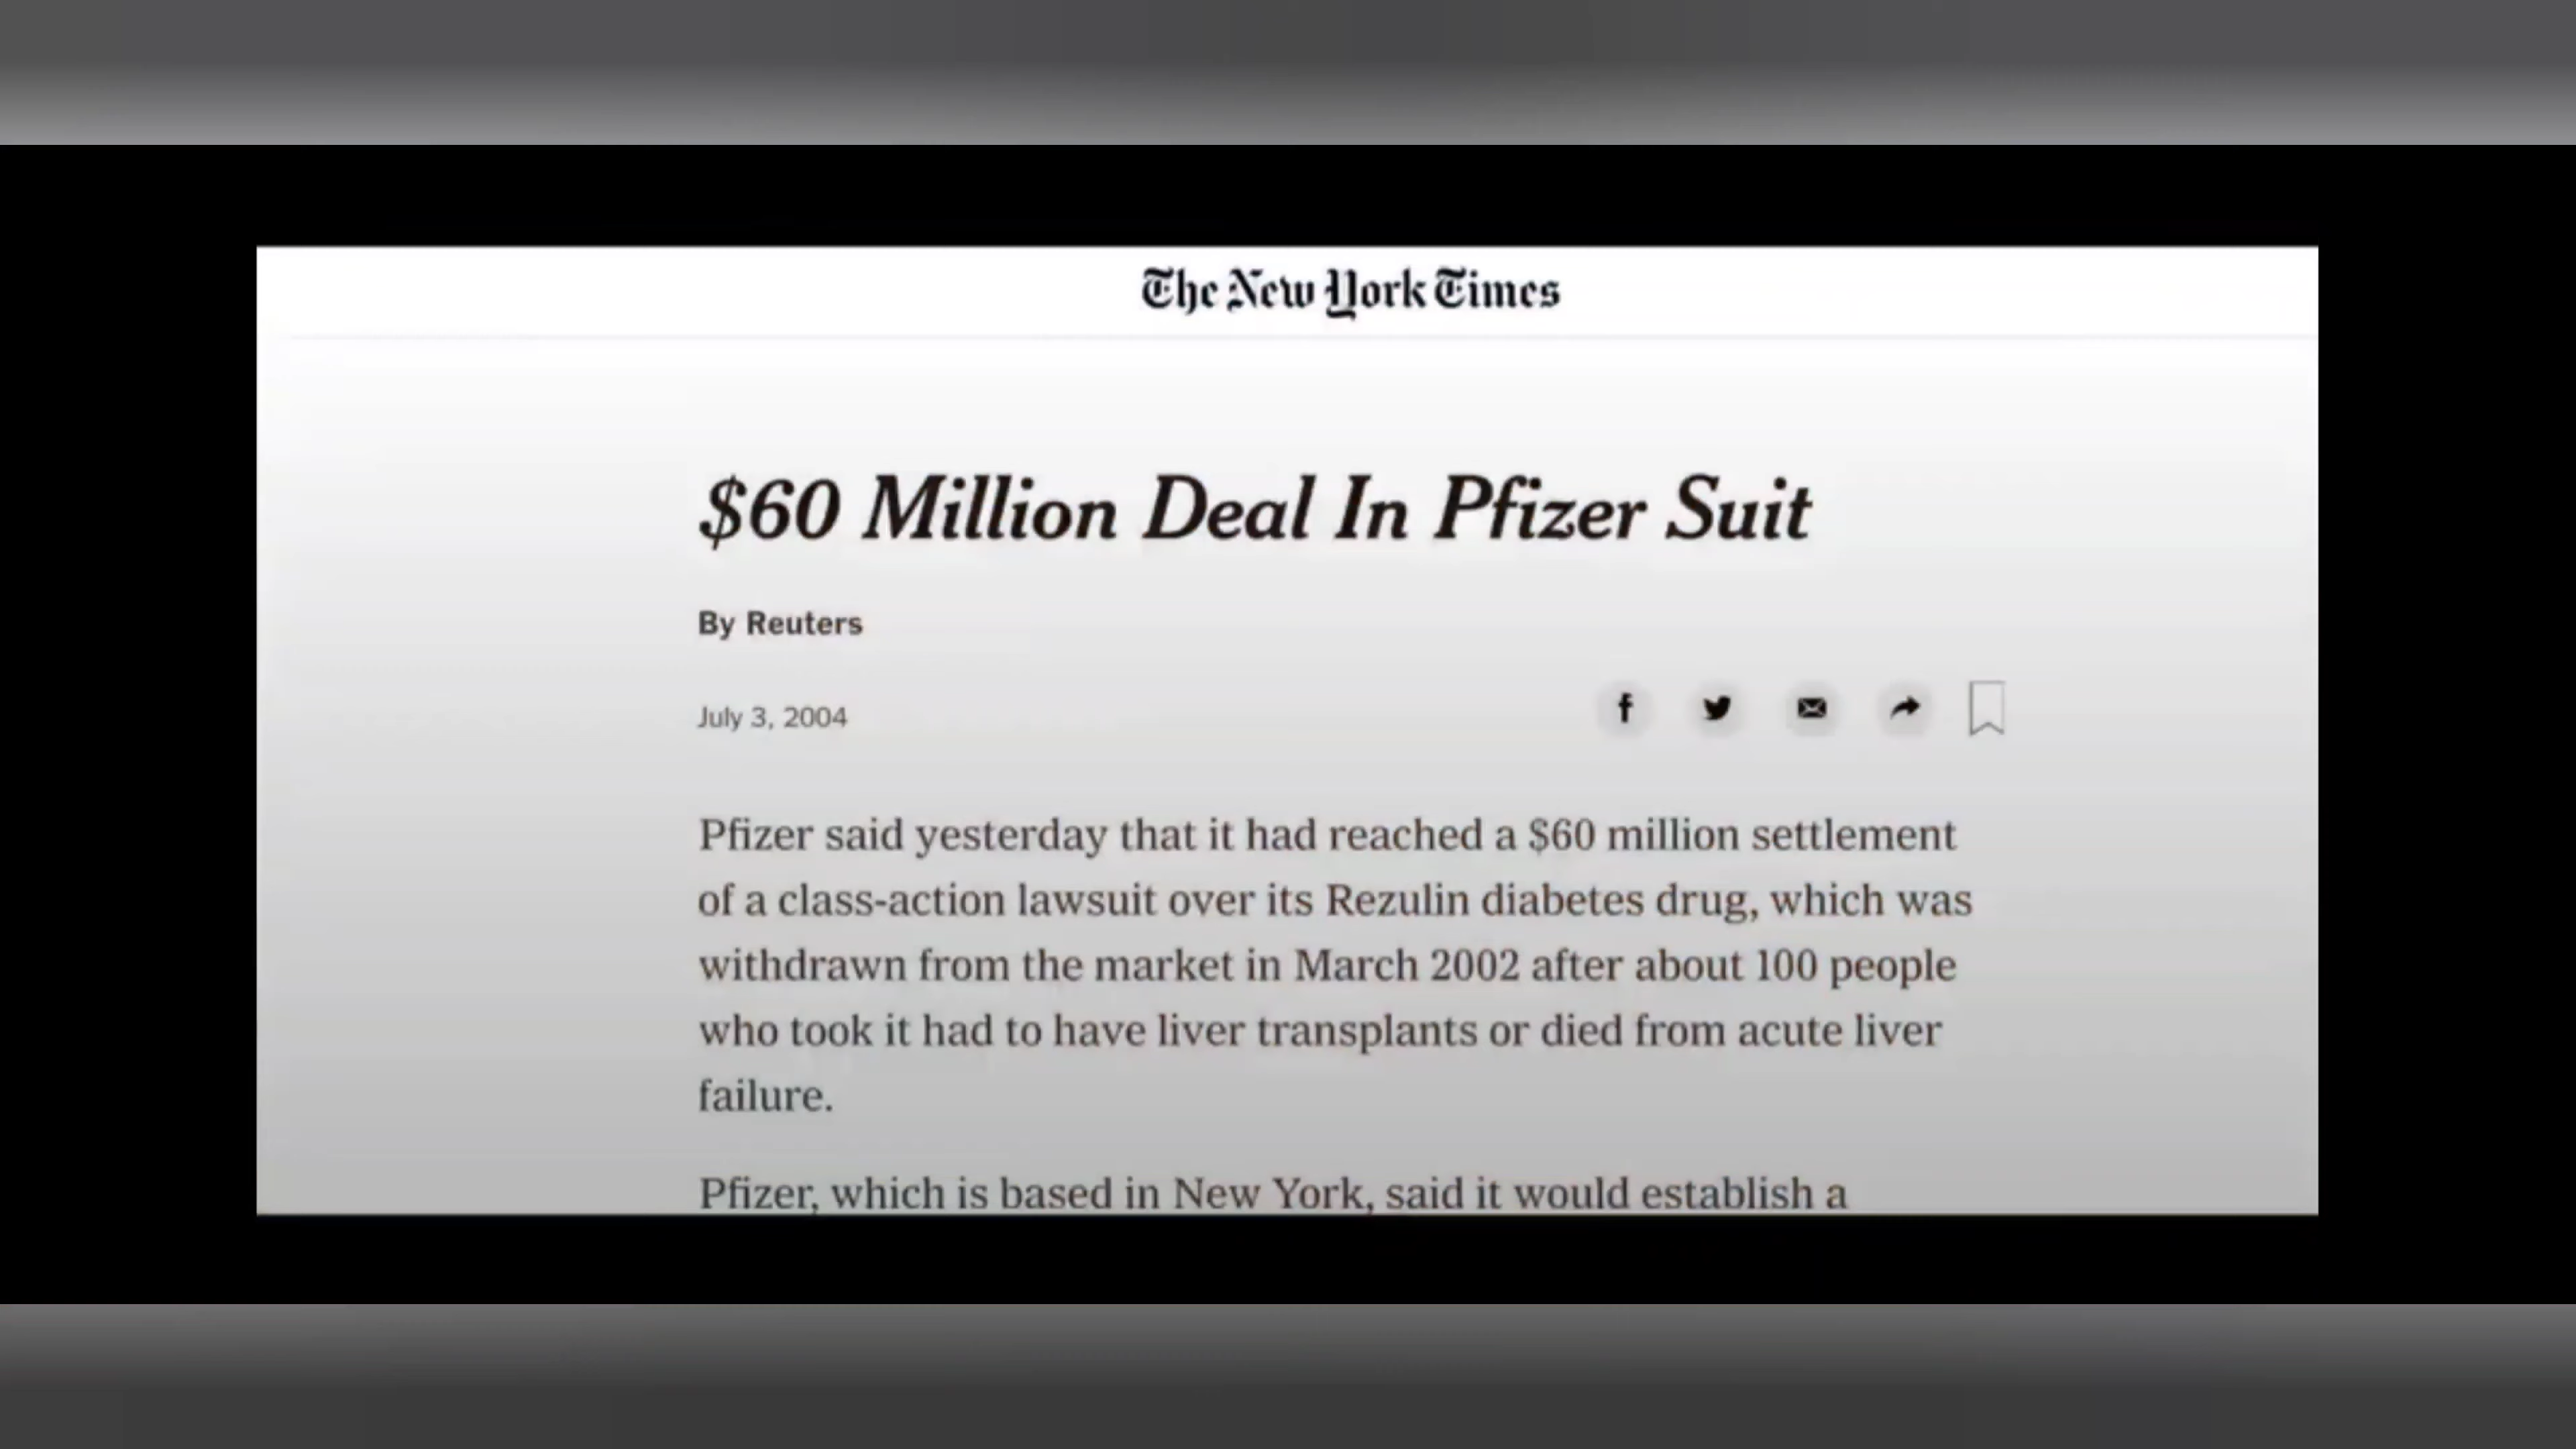 The New York Times
$60 Million Deal In Pfizer Suit
By Reuters
July 3, 2004
Pfizer said yesterday that it had reached a $60 million settlement
of a class-action lawsuit over its Rezulin diabetes drug, which was
withdrawn from the market in March 2002 after about 100 people
who took it had to have liver transplants or died from acute liver
failure.
Pfizer, which is based in New York, said it would establish a